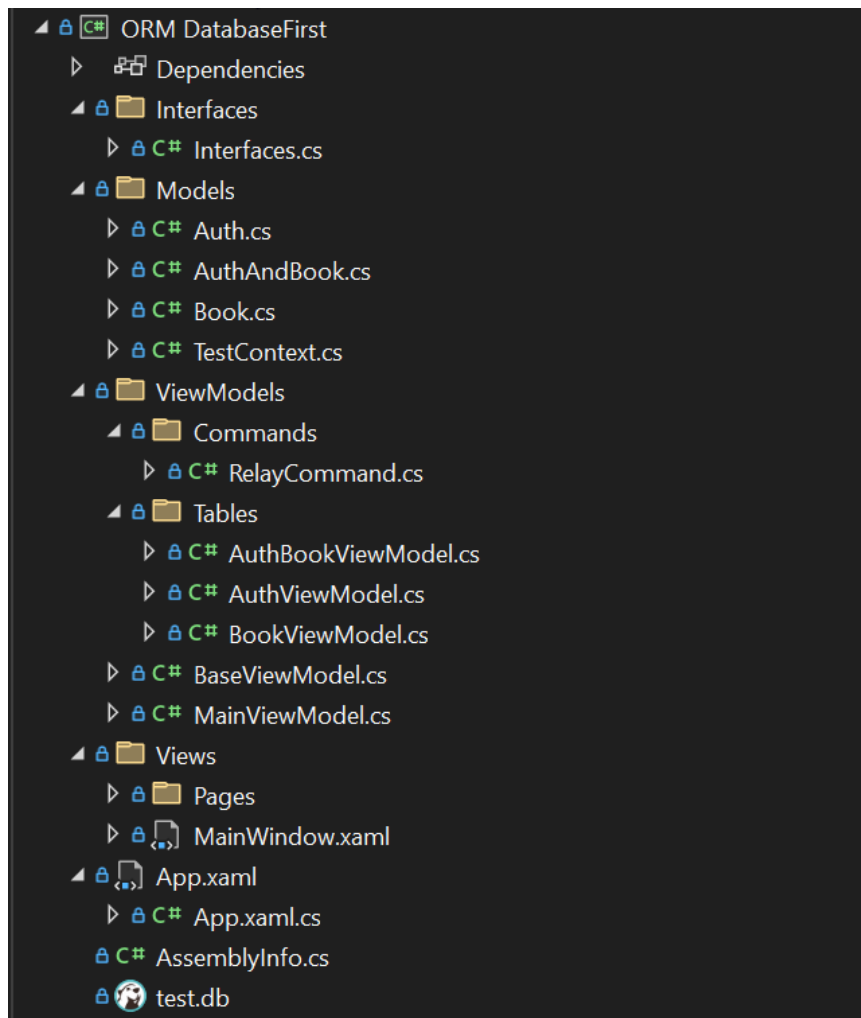 C# ORM DatabaseFirst
Dependencies
Interfaces
C# Interfaces.cs
Models
C# Auth.cs
C# AuthAndBook.cs
C# Book.cs
C# TestContext.cs
ViewModels
Commands
C# RelayCommand.cs
Tables
C# AuthBookViewModel.cs
C# AuthViewModel.cs
C# BookViewModel.cs
C# BaseViewModel.cs
C# MainViewModel.cs
Views
Pages
MainWindow.xaml
App.xaml
C# App.xaml.cs
C# AssemblyInfo.cs
test.db